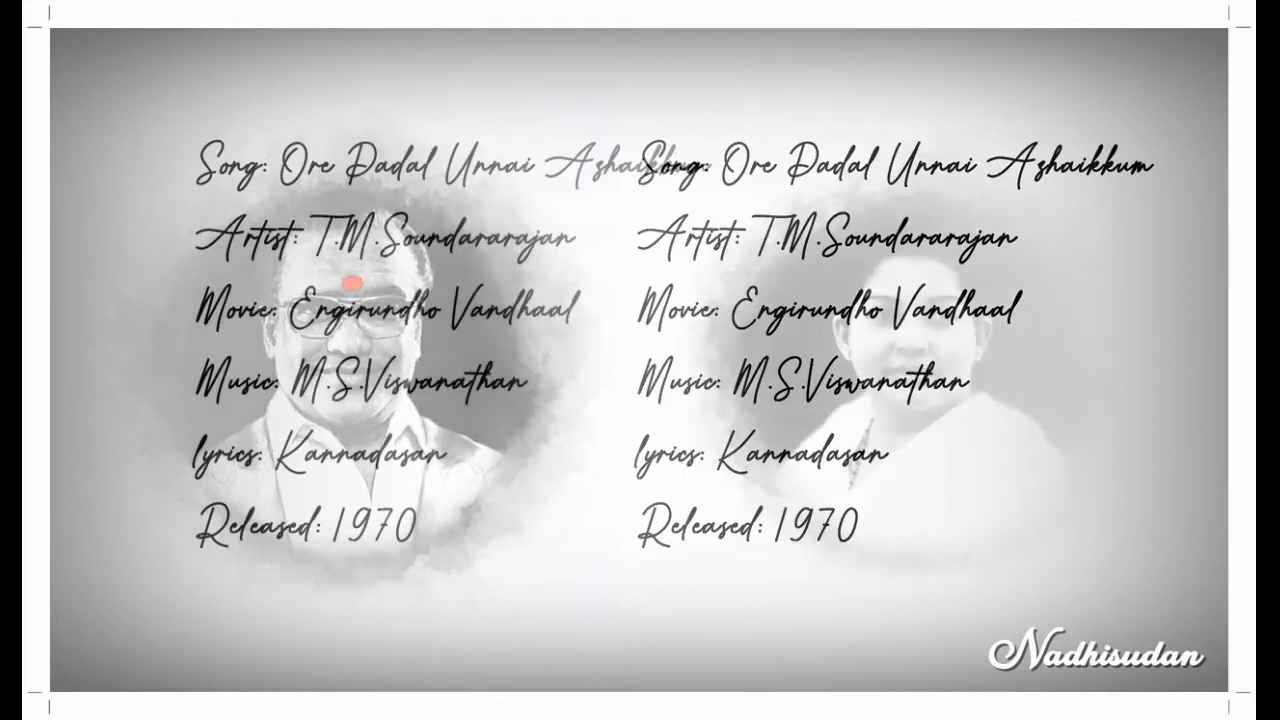 Song: Ore Padal Unnai Azhaikkum
Artist: T.M.Soundararajan
Movie: Engirundho Vandhaal
Music: M.S.Viswanathan
lyrics: Kannadasan
Released: 1970
Song: Ore Padal Unnai Azhaikkum
Artist: T.M.Soundararajan
Movie: Engirundho Vandhaal
Music: M.S.Viswanathan
lyrics: Kannadasan
Released: 1970
Nadhisudan